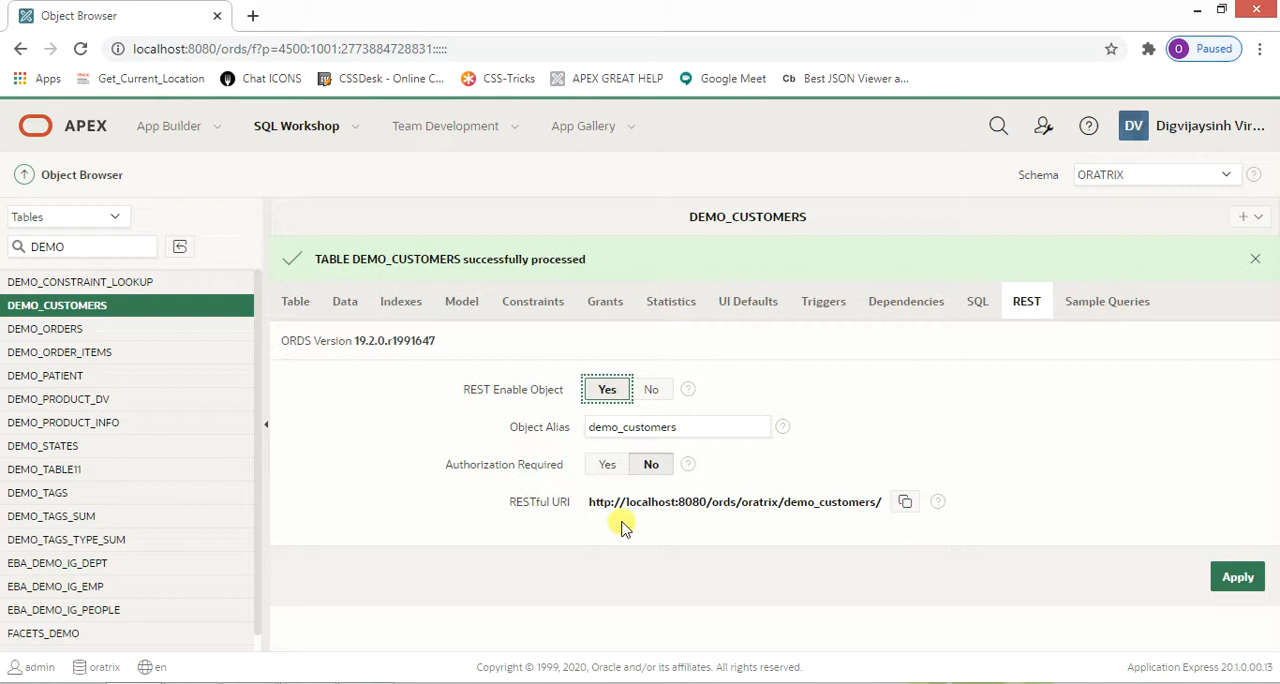 Object Browser
localhost:8080/ords/f?p=4500:1001:2773884728831:::::
O Paused
Apps Get_Current_Location Chat ICONS CSSDesk - Online C... CSS-Tricks APEX GREAT HELP Google Meet Cb Best JSON Viewer a...
APEX App Builder SQL Workshop Team Development App Gallery DV Digvijaysinh Vir...
Object Browser Schema ORATRIX
Tables
DEMO
DEMO_CONSTRAINT_LOOKUP
DEMO_CUSTOMERS
DEMO_ORDERS
DEMO_ORDER_ITEMS
DEMO_PATIENT
DEMO_PRODUCT_DV
DEMO_PRODUCT_INFO
DEMO_STATES
DEMO_TABLE11
DEMO_TAGS
DEMO_TAGS_SUM
DEMO_TAGS_TYPE_SUM
EBA_DEMO_IG_DEPT
EBA_DEMO_IG_EMP
EBA_DEMO_IG_PEOPLE
FACETS_DEMO
DEMO_CUSTOMERS
TABLE DEMO_CUSTOMERS successfully processed
Table Data Indexes Model Constraints Grants Statistics UI Defaults Triggers Dependencies SQL REST Sample Queries
ORDS Version 19.2.0.r1991647
REST Enable Object Yes No
Object Alias demo_customers
Authorization Required Yes No
RESTful URI http://localhost:8080/ords/oratrix/demo_customers/
Apply
admin oratrix en Copyright © 1999, 2020, Oracle and/or its affiliates. All rights reserved. Application Express 20.1.0.00.13